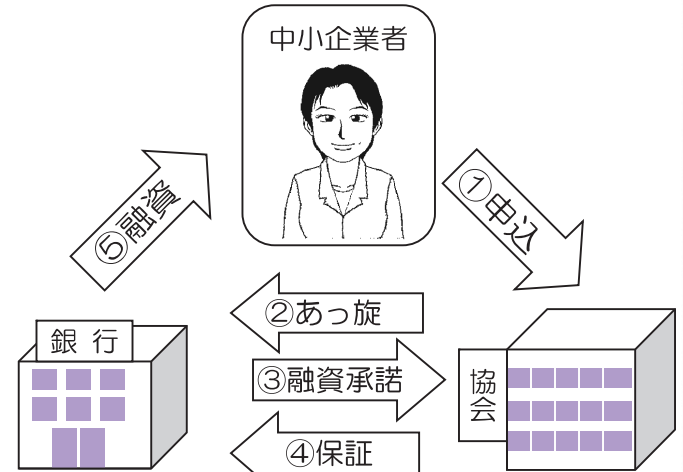 中小企業者
①申込
②あっ旋
③融資承諾
④保証
⑤融資
銀行
協会